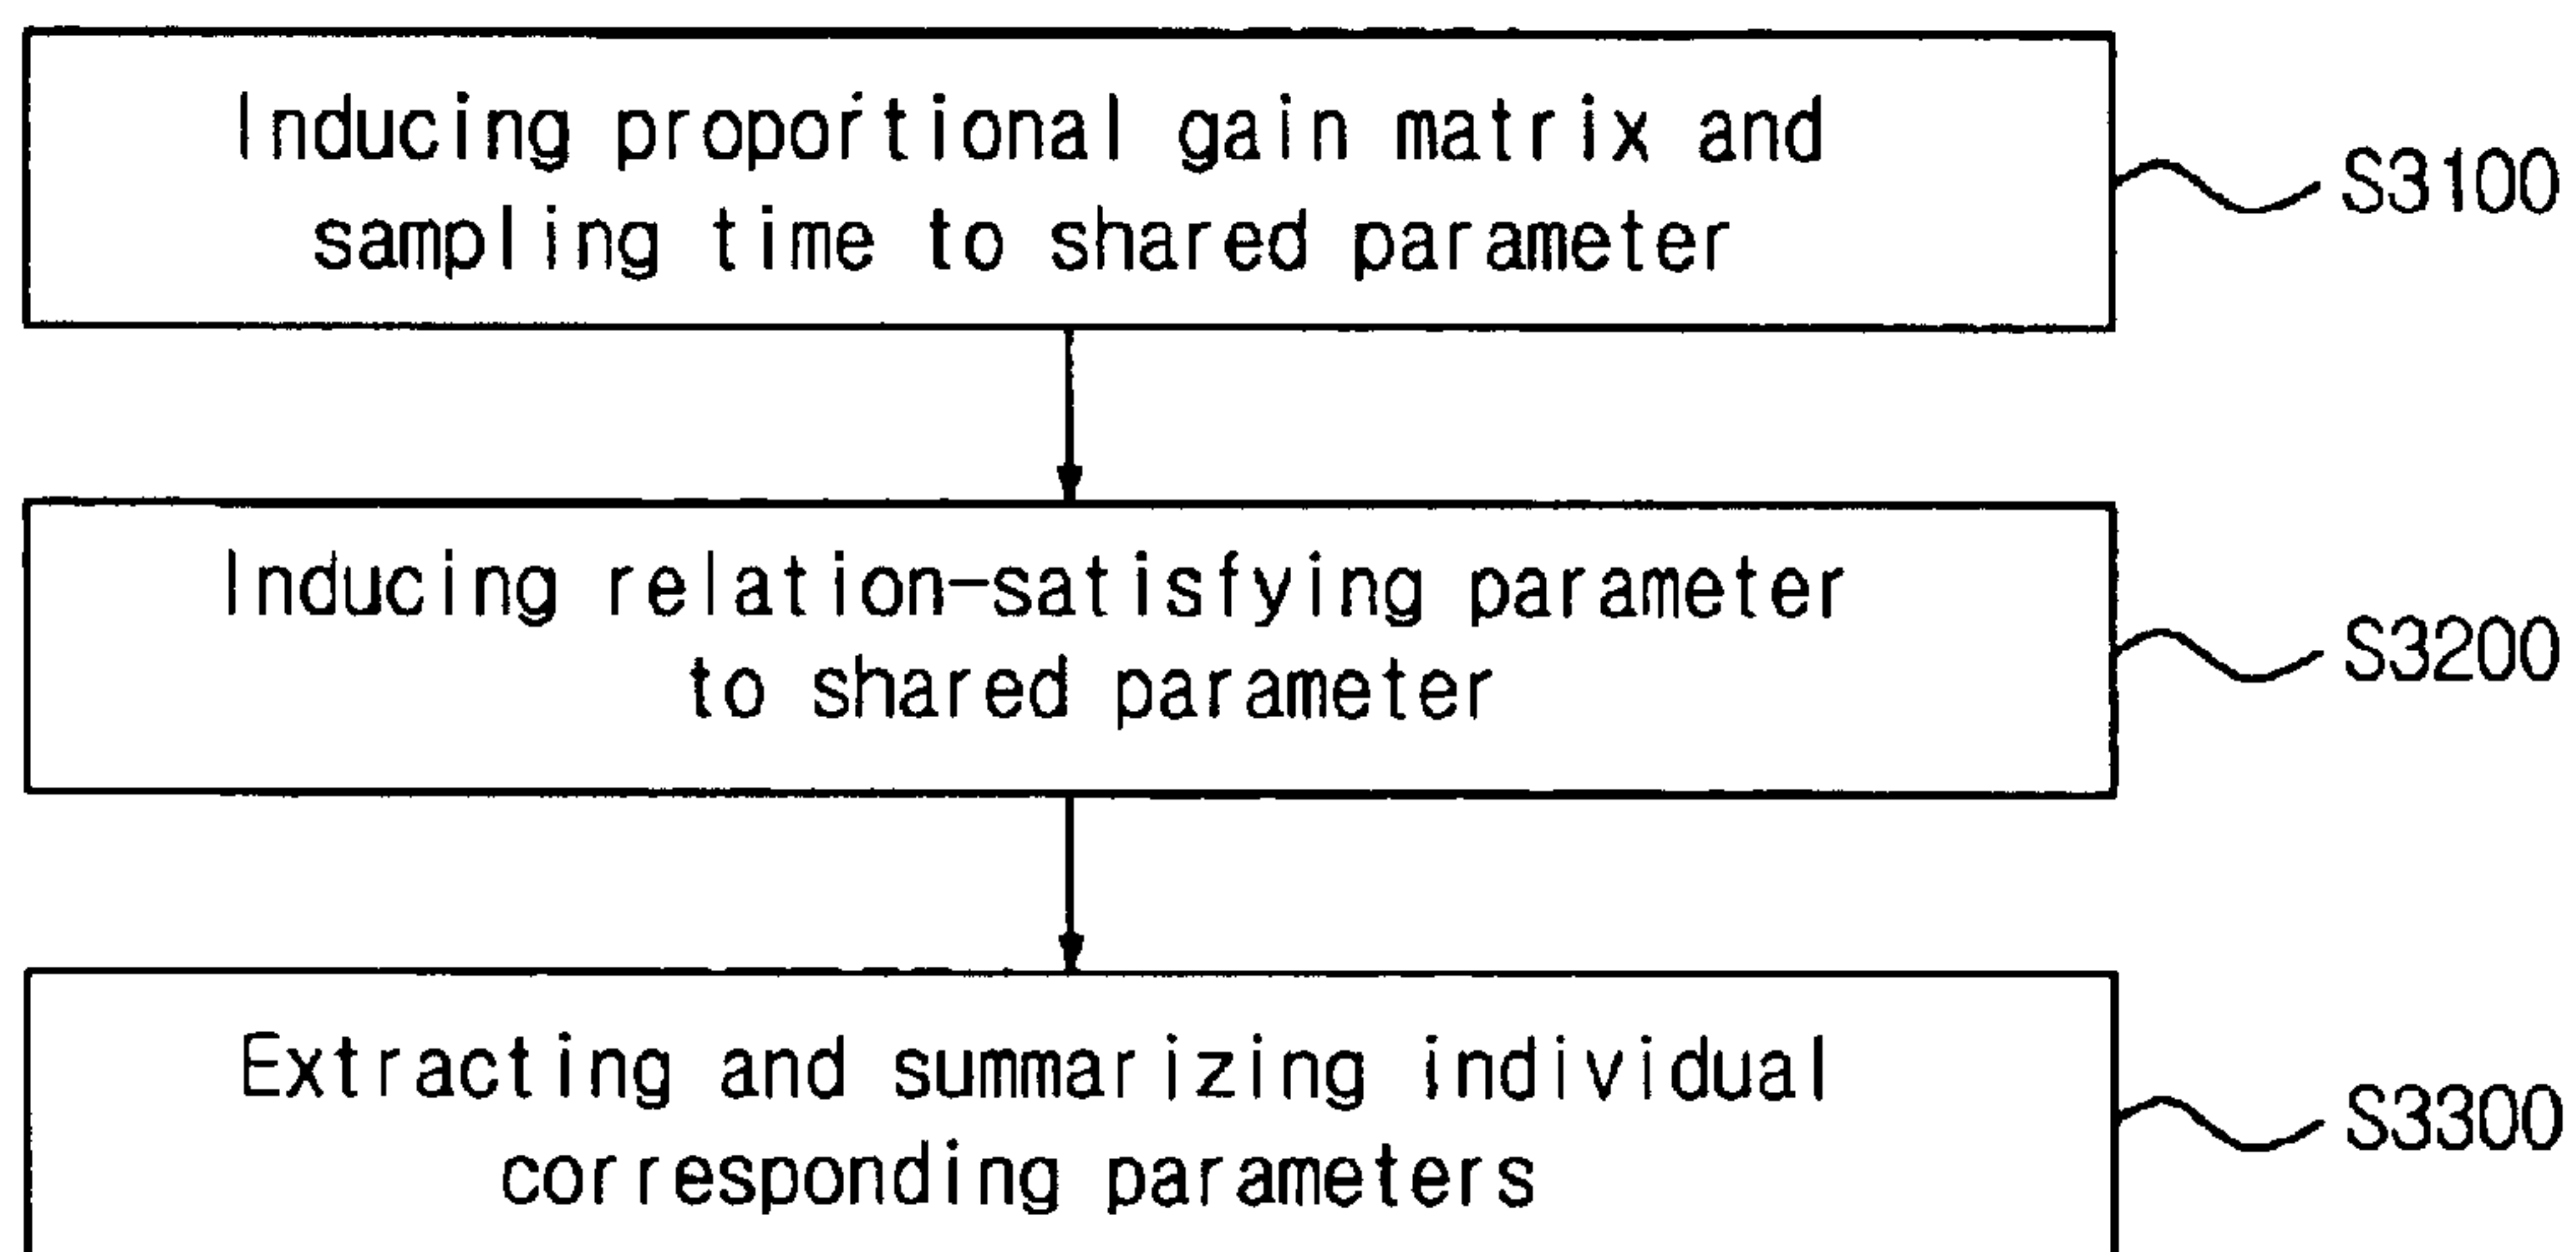 Inducing proportional gain matrix and
sampling time to shared parameter
S3100
Inducing relation-satisfying parameter
to shared parameter
S3200
Extracting and summarizing individual
corresponding parameters
S3300